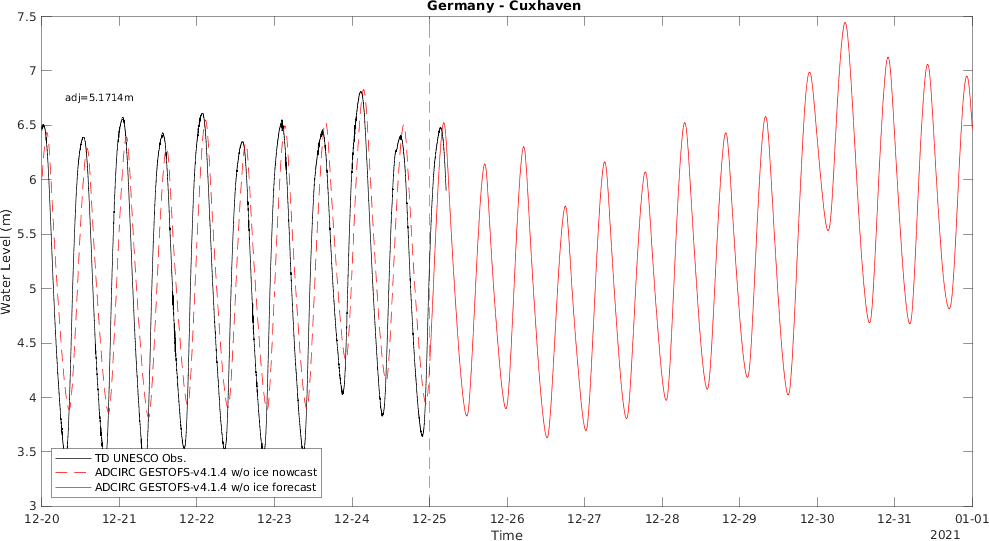 Germany - Cuxhaven
7.5
7
6.5
6
5.5
5
4.5
4
3.5
3
Water Level (m)
adj=5.1714m
TD UNESCO Obs.
ADCIRC GESTOFS-v4.1.4 w/o ice nowcast
ADCIRC GESTOFS-v4.1.4 w/o ice forecast
12-20 12-21 12-22 12-23 12-24 12-25 12-26 12-27 12-28 12-29 12-30 12-31 01-01
Time
2021